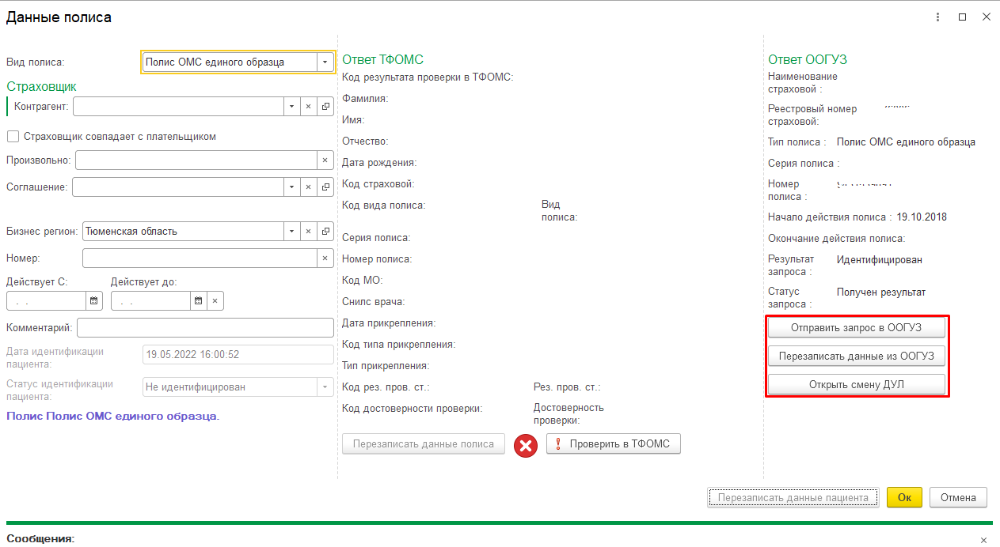 Данные полиса
Вид полиса:
Полис ОМС единого образца
Страховщик
Контрагент:
Страховщик совпадает с плательщиком
Произвольно:
Соглашение:
Бизнес регион:
Тюменская область
Номер:
Действует С:
Действует до:
. .
. .
Комментарий:
Дата идентификации
пациента:
19.05.2022 16:00:52
Статус идентификации
пациента:
Не идентифицирован
Полис Полис ОМС единого образца.
Ответ ТФОМС
Код результата проверки в ТФОМС:
Фамилия:
Имя:
Отчество:
Дата рождения:
Код страховой:
Код вида полиса:
Вид
полиса:
Серия полиса:
Номер полиса:
Код МО:
Снилс врача:
Дата прикрепления:
Код типа прикрепления:
Тип прикрепления:
Код рез. пров. ст.:
Рез. пров. ст.:
Код достоверности проверки:
Достоверность
проверки:
Перезаписать данные полиса
Проверить в ТФОМС
Ответ ООГУЗ
Наименование
страховой :
Реестровый номер
страховой:
Тип полиса :
Полис ОМС единого образца
Серия полиса :
Номер
полиса :
Начало действия полиса : 19.10.2018
Окончание действия полиса:
Результат
запроса :
Идентифицирован
Статус
запроса :
Получен результат
Отправить запрос в ООГУЗ
Перезаписать данные из ООГУЗ
Открыть смену ДУЛ
Перезаписать данные пациента
Ок
Отмена
Сообщения: